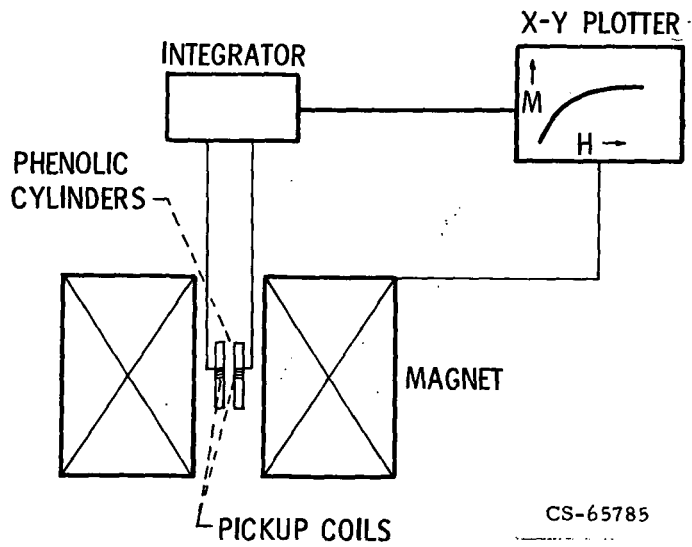 X-Y PLOTTER
INTEGRATOR
M
H
PHENOLIC
CYLINDERS
MAGNET
PICKUP COILS
CS-65785